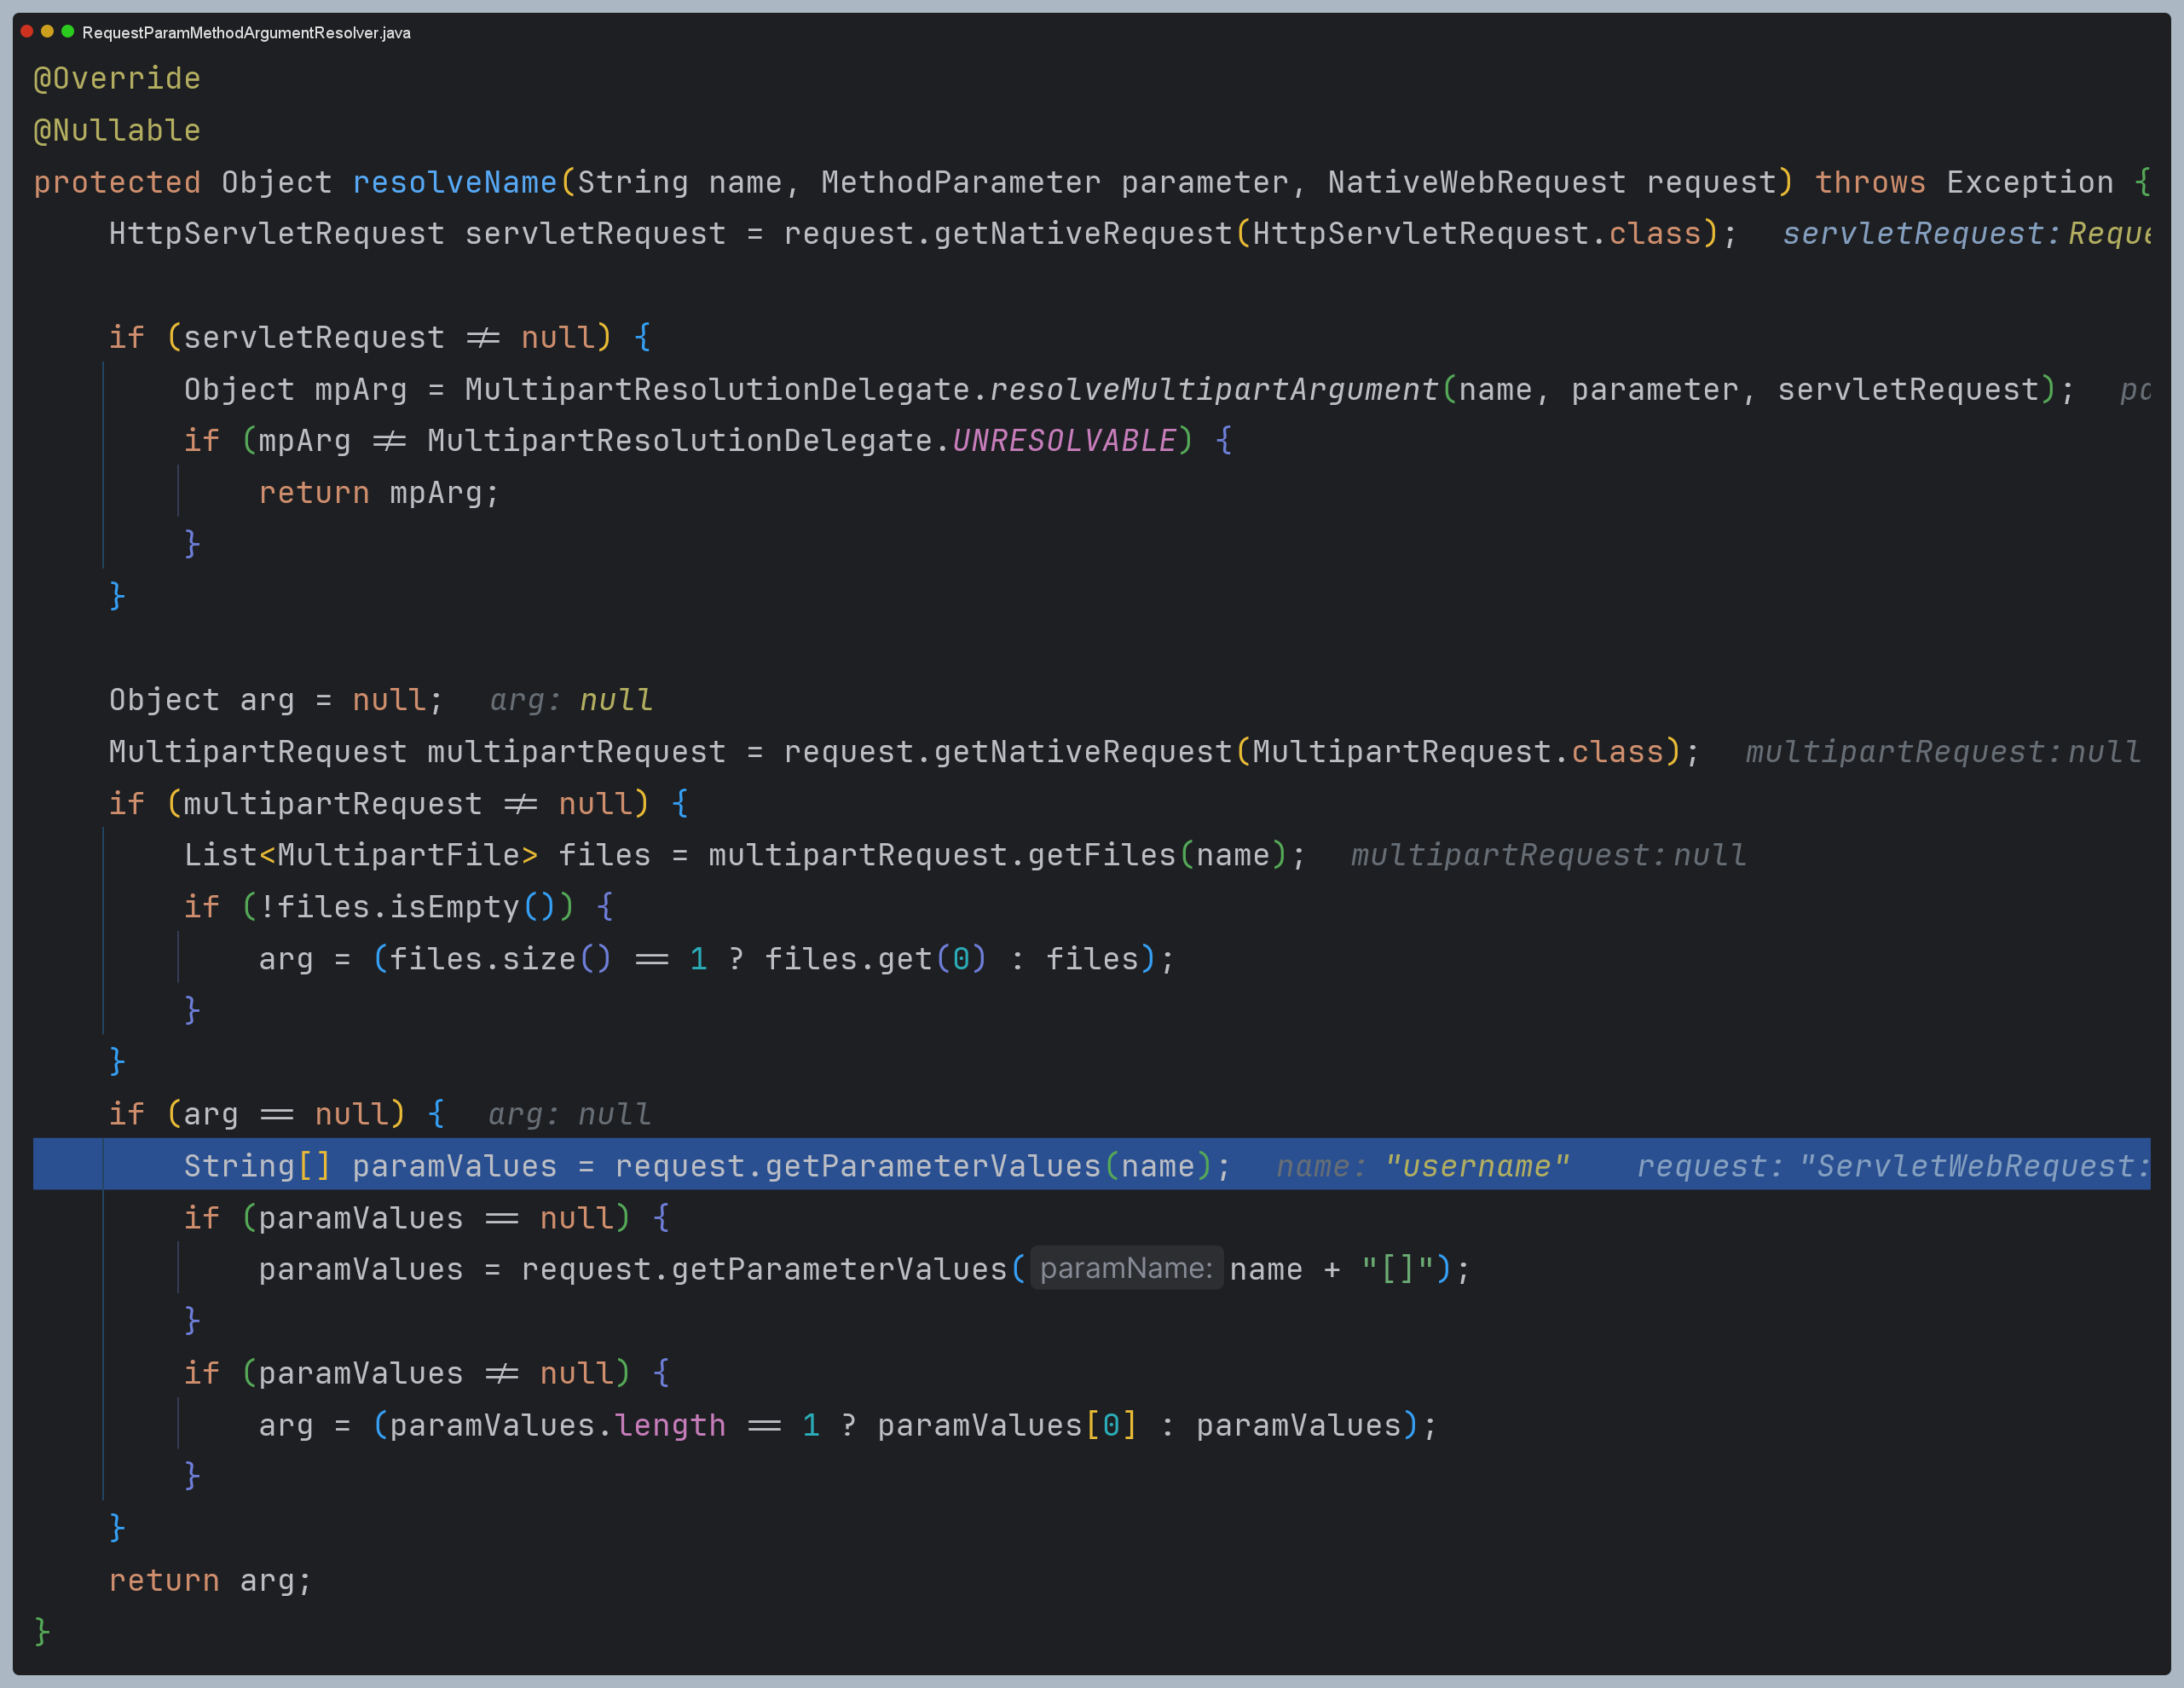 RequestParamMethodArgumentResolver.java
@Override
@Nullable
protected Object resolveName(String name, MethodParameter parameter, NativeWebRequest request) throws Exception {
    HttpServletRequest servletRequest = request.getNativeRequest(HttpServletRequest.class);  servletRequest: Reque
    if (servletRequest != null) {
        Object mpArg = MultipartResolutionDelegate.resolveMultipartArgument(name, parameter, servletRequest);  pa
        if (mpArg != MultipartResolutionDelegate.UNRESOLVABLE) {
            return mpArg;
        }
    }
    Object arg = null;  arg: null
    MultipartRequest multipartRequest = request.getNativeRequest(MultipartRequest.class);  multipartRequest: null
    if (multipartRequest != null) {
        List<MultipartFile> files = multipartRequest.getFiles(name);  multipartRequest: null
        if (!files.isEmpty()) {
            arg = (files.size() == 1 ? files.get(0) : files);
        }
    }
    if (arg == null) {  arg: null
        String[] paramValues = request.getParameterValues(name);  name: "username"  request: "ServletWebRequest:
        if (paramValues == null) {
            paramValues = request.getParameterValues( paramName: name + "[]");
        }
        if (paramValues != null) {
            arg = (paramValues.length == 1 ? paramValues[0] : paramValues);
        }
    }
    return arg;
}